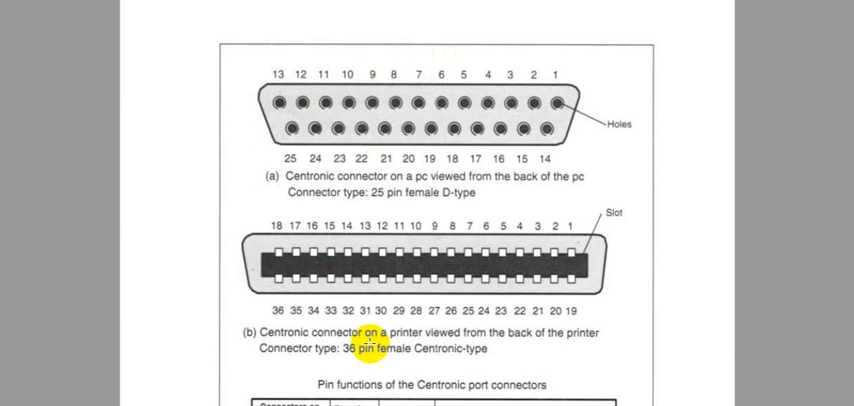 13 12 11 10 9 8 7 6 5 4 3 2 1
Holes
25 24 23 22 21 20 19 18 17 16 15 14
(a) Centronic connector on a pc viewed from the back of the pc
Connector type: 25 pin female D-type
Slot
18 17 16 15 14 13 12 11 10 9 8 7 6 5 4 3 2 1
36 35 34 33 32 31 30 29 28 27 26 25 24 23 22 21 20 19
(b) Centronic connector on a printer viewed from the back of the printer
Connector type: 36 pin female Centronic-type
Pin functions of the Centronic port connectors